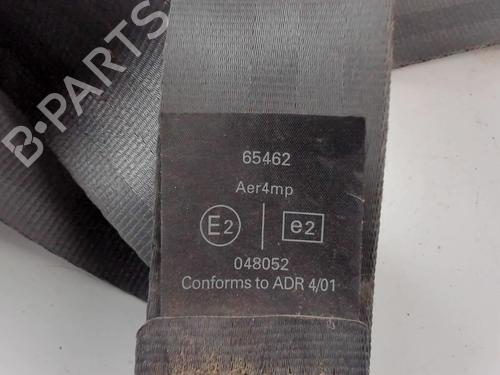 B-PARTS
65462
Aer4mp
E2 e2
048052
Conforms to ADR 4/01